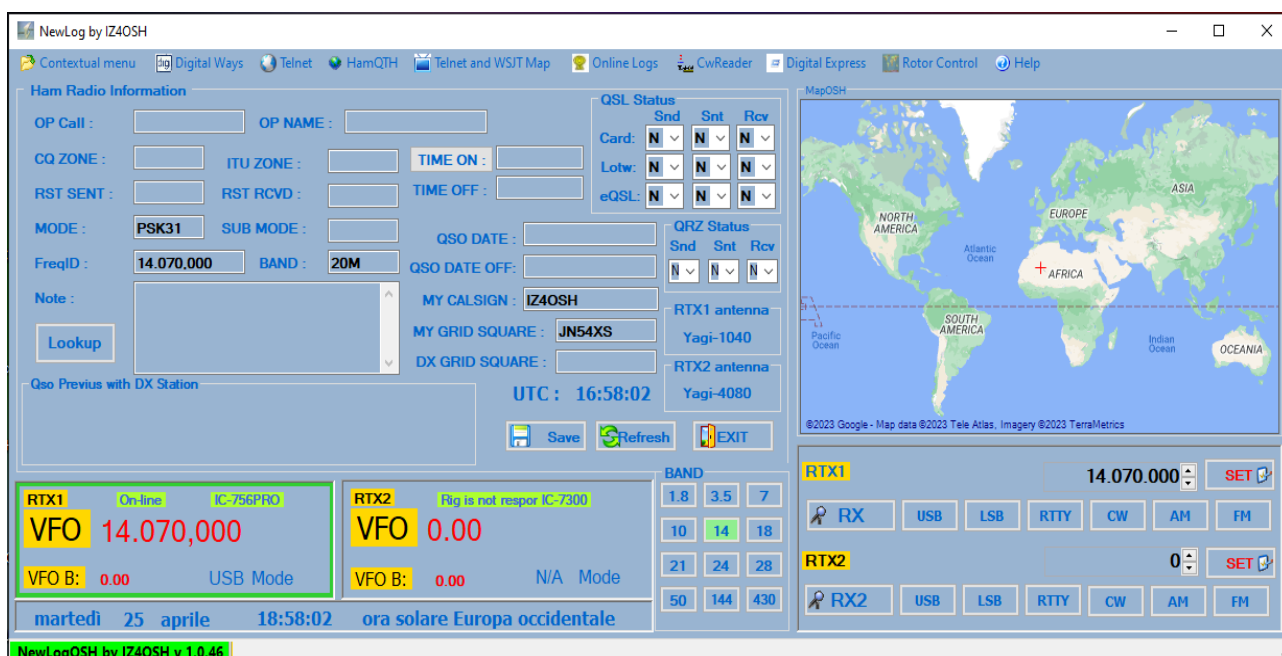 NewLog by IZ4OSH
Contextual menu Digital Ways Telnet HamQTH Telnet and WSJT Map Online Logs CwReader Digital Express Rotor Control Help
Ham Radio Information
OP Call :
OP NAME :
CQ ZONE :
ITU ZONE :
TIME ON :
RST SENT :
RST RCVD :
TIME OFF :
MODE : PSK31
SUB MODE :
QSO DATE :
FreqID : 14.070,000
BAND : 20M
QSO DATE OFF:
Note :
MY CALSIGN : IZ4OSH
Lookup
MY GRID SQUARE : JN54XS
DX GRID SQUARE :
QSL Status
Snd Snt Rcv
Card: N N N
Lotw: N N N
eQSL: N N N
QRZ Status
Snd Snt Rcv
N N N
RTX1 antenna
Yagi-1040
RTX2 antenna
Yagi-4080
Qso Previus with DX Station
UTC : 16:58:02
Save Refresh EXIT
MapOSH
NORTH
AMERICA
Atlantic
Ocean
EUROPE
ASIA
AFRICA
SOUTH
AMERICA
Pacific
Ocean
Indian
Ocean
OCEANIA
©2023 Google - Map data ©2023 Tele Atlas, Imagery ©2023 TerraMetrics
RTX1 On-line IC-756PRO
VFO 14.070,000
VFO B: 0.00 USB Mode
RTX2 Rig is not respor IC-7300
VFO 0.00
VFO B: 0.00 N/A Mode
BAND
1.8 3.5 7
10 14 18
21 24 28
50 144 430
RTX1 14.070.000 SET
RX USB LSB RTTY CW AM FM
RTX2 0 SET
RX2 USB LSB RTTY CW AM FM
martedì 25 aprile 18:58:02 ora solare Europa occidentale
NewLogOSH by IZ4OSH v 1.0.46